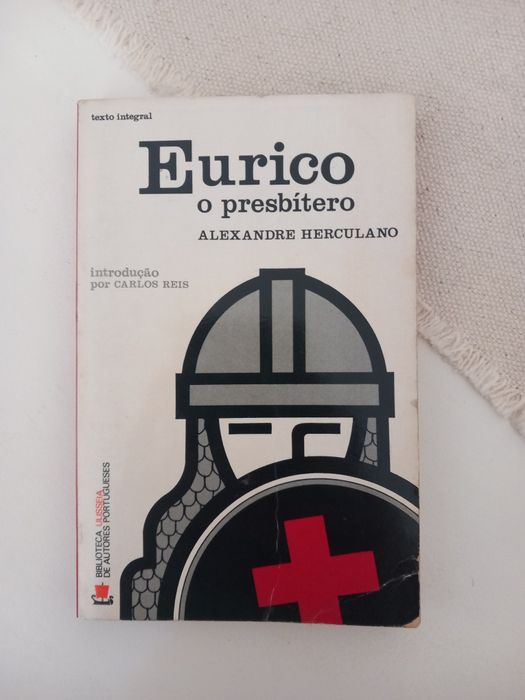 texto integral
Eurico
o presbítero
ALEXANDRE HERCULANO
introdução
por CARLOS REIS
BIBLIOTECA ULISSEIA
DE AUTORES PORTUGUESES